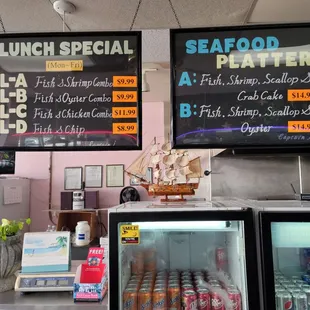 LUNCH SPECIAL
(Mon-Fri)
L-A Fish & Shrimp Combo $9.99
L-B Fish & Oyster Combo $9.99
L-C Fish & Chicken Combo $11.99
L-D Fish & Chip $8.99
SEAFOOD
PLATTER
A: Fish, Shrimp, Scallop &
Crab Cake $14.9
B: Fish, Shrimp, Scallop
Oyster $14.9
SMILE!
FREE